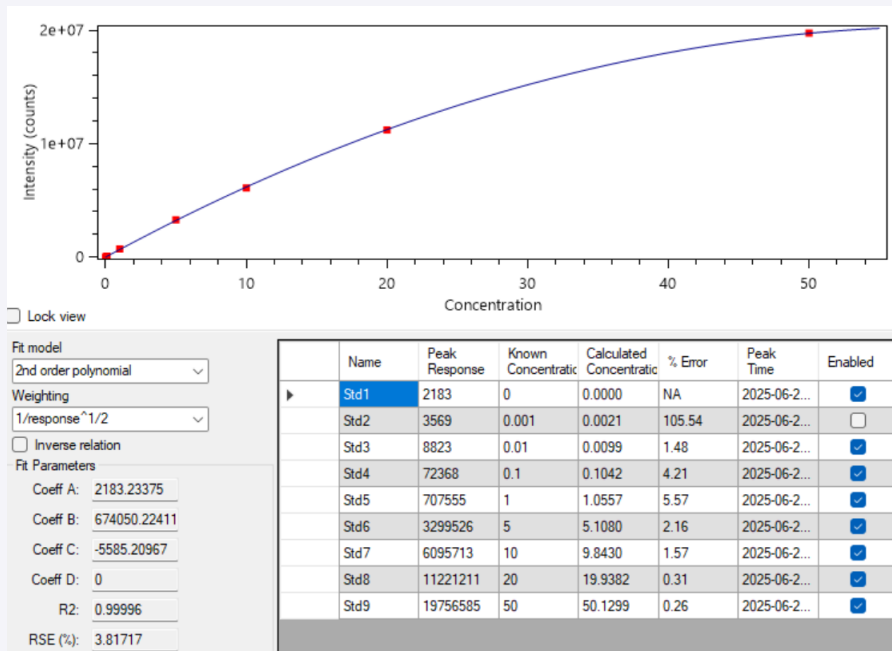 2e+07
1e+07
0
Intensity (counts)
0 10 20 30 40 50
Concentration
Lock view
Fit model
2nd order polynomial
Weighting
1/response^1/2
Inverse relation
Fit Parameters
Coeff A: 2183.23375
Coeff B: 674050.22411
Coeff C: -5585.20967
Coeff D: 0
R2: 0.99996
RSE (%): 3.81717
Name Peak Response Known Concentratic Calculated Concentratic % Error Peak Time Enabled
Std1 2183 0 0.0000 NA 2025-06-2...
Std2 3569 0.001 0.0021 105.54 2025-06-2...
Std3 8823 0.01 0.0099 1.48 2025-06-2...
Std4 72368 0.1 0.1042 4.21 2025-06-2...
Std5 707555 1 1.0557 5.57 2025-06-2...
Std6 3299526 5 5.1080 2.16 2025-06-2...
Std7 6095713 10 9.8430 1.57 2025-06-2...
Std8 11221211 20 19.9382 0.31 2025-06-2...
Std9 19756585 50 50.1299 0.26 2025-06-2...